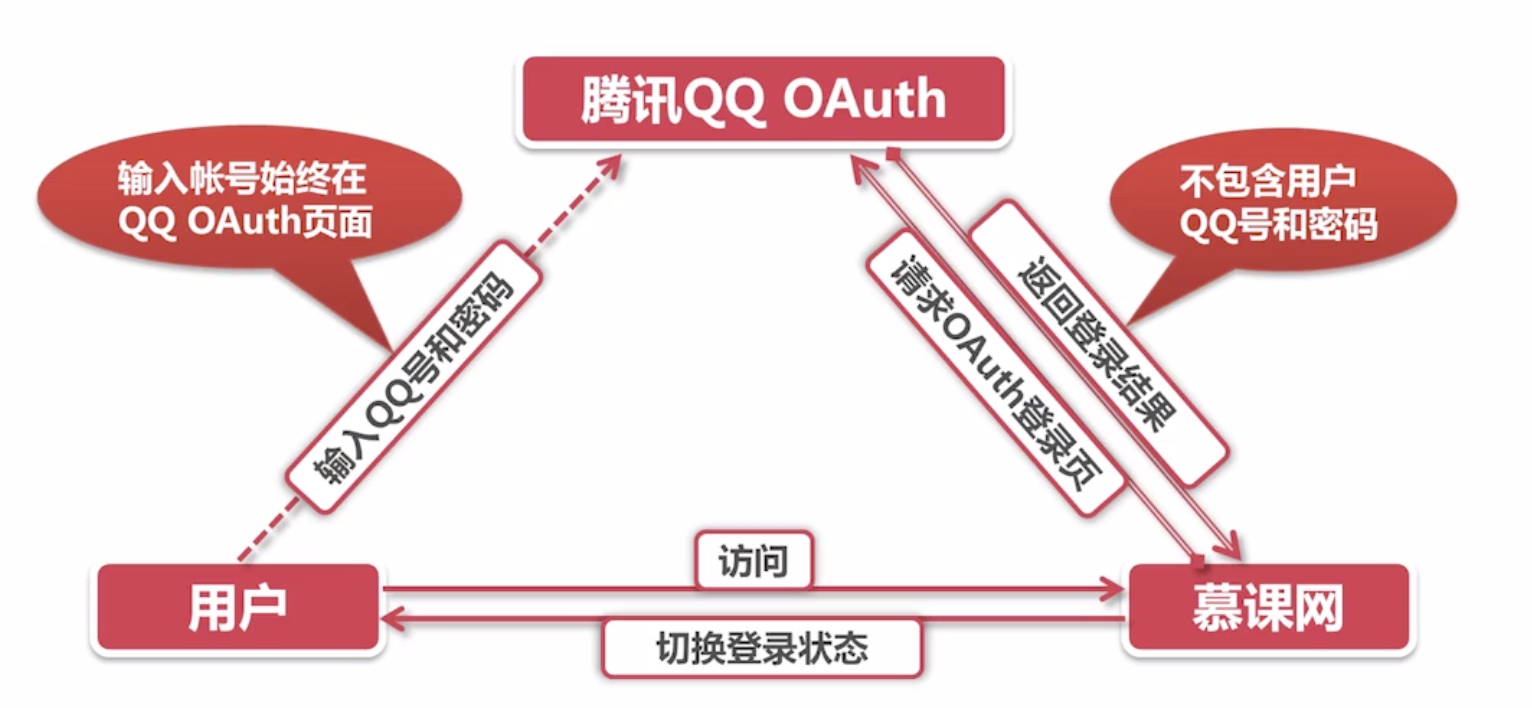 腾讯QQ OAuth
输入帐号始终在
QQ OAuth页面
不包含用户
QQ号和密码
输入QQ号和密码
请求OAuth登录页
返回登录结果
访问
用户
慕课网
切换登录状态